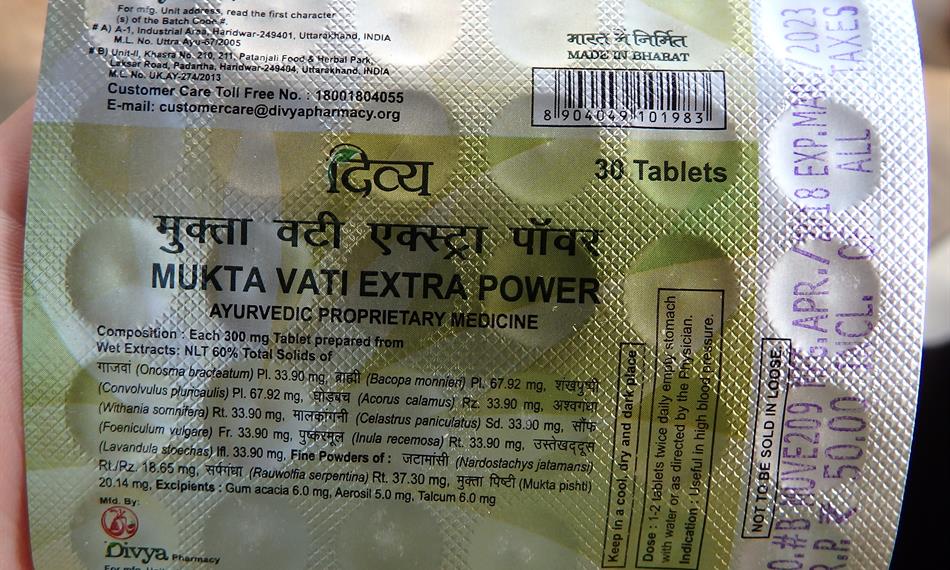 For mfg. Unit address, read the first character
(s) of the Batch Code #.
# A) A-1, Industrial Area, Haridwar-249401, Uttarakhand, INDIA
M.L. No. Uttra Ayu-67/2005
# B) Unit-II, Khasra No. 210, 211, Patanjali Food & Herbal Park,
Laksar Road, Padartha, Haridwar-249404, Uttarakhand, INDIA
M.L. No. UK.AY-274/2013
Customer Care Toll Free No. : 18001804055
E-mail: customercare@divyapharmacy.org
भारत में निर्मित
MADE IN BHARAT
8 904049 101983
दिव्य
30 Tablets
मुक्ता वटी एक्स्ट्रा पॉवर
MUKTA VATI EXTRA POWER
AYURVEDIC PROPRIETARY MEDICINE
Composition : Each 300 mg Tablet prepared from
Wet Extracts: NLT 60% Total Solids of
गाजवां (Onosma bracteatum) Pl. 33.90 mg, ब्राह्मी (Bacopa monnieri) Pl. 67.92 mg, शंखपुष्पी
(Convolvulus pluricaulis) Pl. 67.92 mg, घोड़बच (Acorus calamus) Rz. 33.90 mg, अश्वगंधा
(Withania somnifera) Rt. 33.90 mg, मालकांगनी (Celastrus paniculatus) Sd. 33.90 mg, सौंफ
(Foeniculum vulgare) Fr. 33.90 mg, पुष्करमूल (Inula recemosa) Rt. 33.90 mg, उस्तेखद्दूस
(Lavandula stoechas) Ifl. 33.90 mg. Fine Powders of : जटामांसी (Nardostachys jatamansi)
Rt./Rz. 18.65 mg, सर्पगंधा (Rauwolfia serpentina) Rt. 37.30 mg, मुक्ता पिष्टी (Mukta pishti)
20.14 mg, Excipients : Gum acacia 6.0 mg, Aerosil 5.0 mg, Talcum 6.0 mg
Mfd. By:
Divya Pharmacy
Keep in a cool, dry and dark place
Dose : 1-2 tablets twice daily empty stomach
with water or as directed by the Physician.
Indication : Useful in high blood pressure.
NOT TO BE SOLD IN LOOSE.
APR./ 18 EXP.MAR 2023
50.00 INCL. OF ALL TAXES